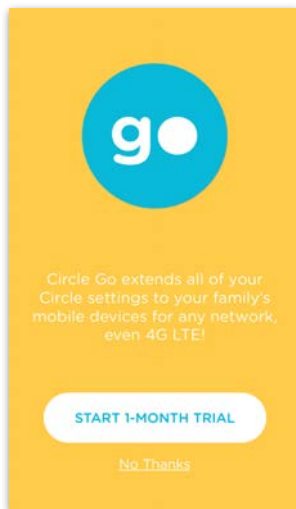 go
Circle Go extends all of your
Circle settings to your family's
mobile devices for any network,
even 4G LTE!
START 1-MONTH TRIAL
No Thanks